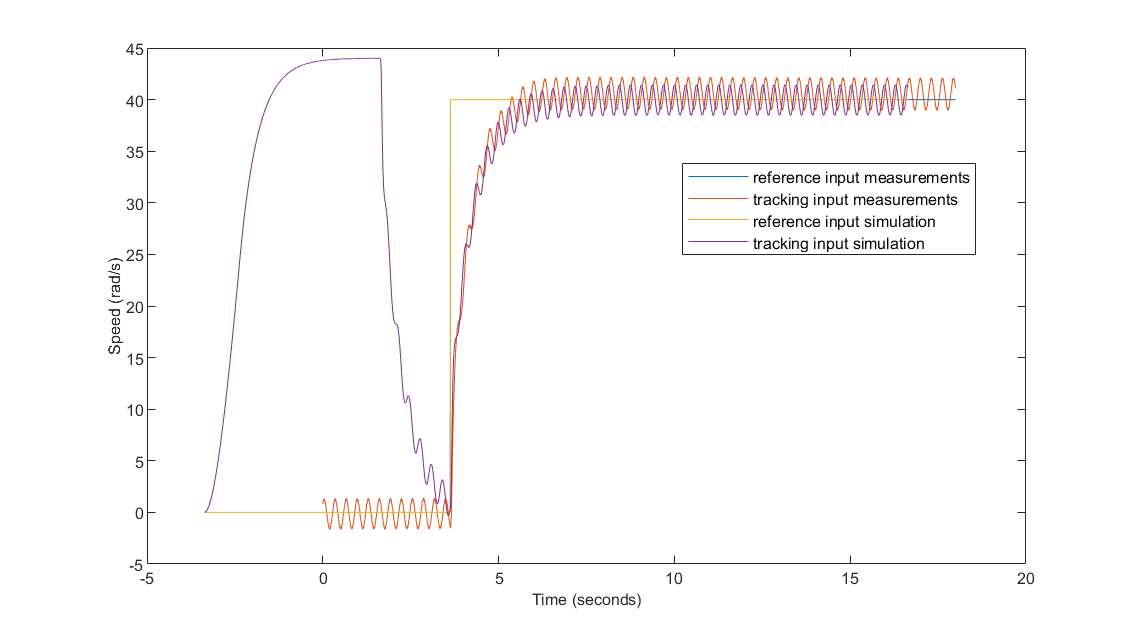 45
40
35
30
25
20
15
10
5
0
-5
Speed (rad/s)
reference input measurements
tracking input measurements
reference input simulation
tracking input simulation
-5 0 5 10 15 20
Time (seconds)